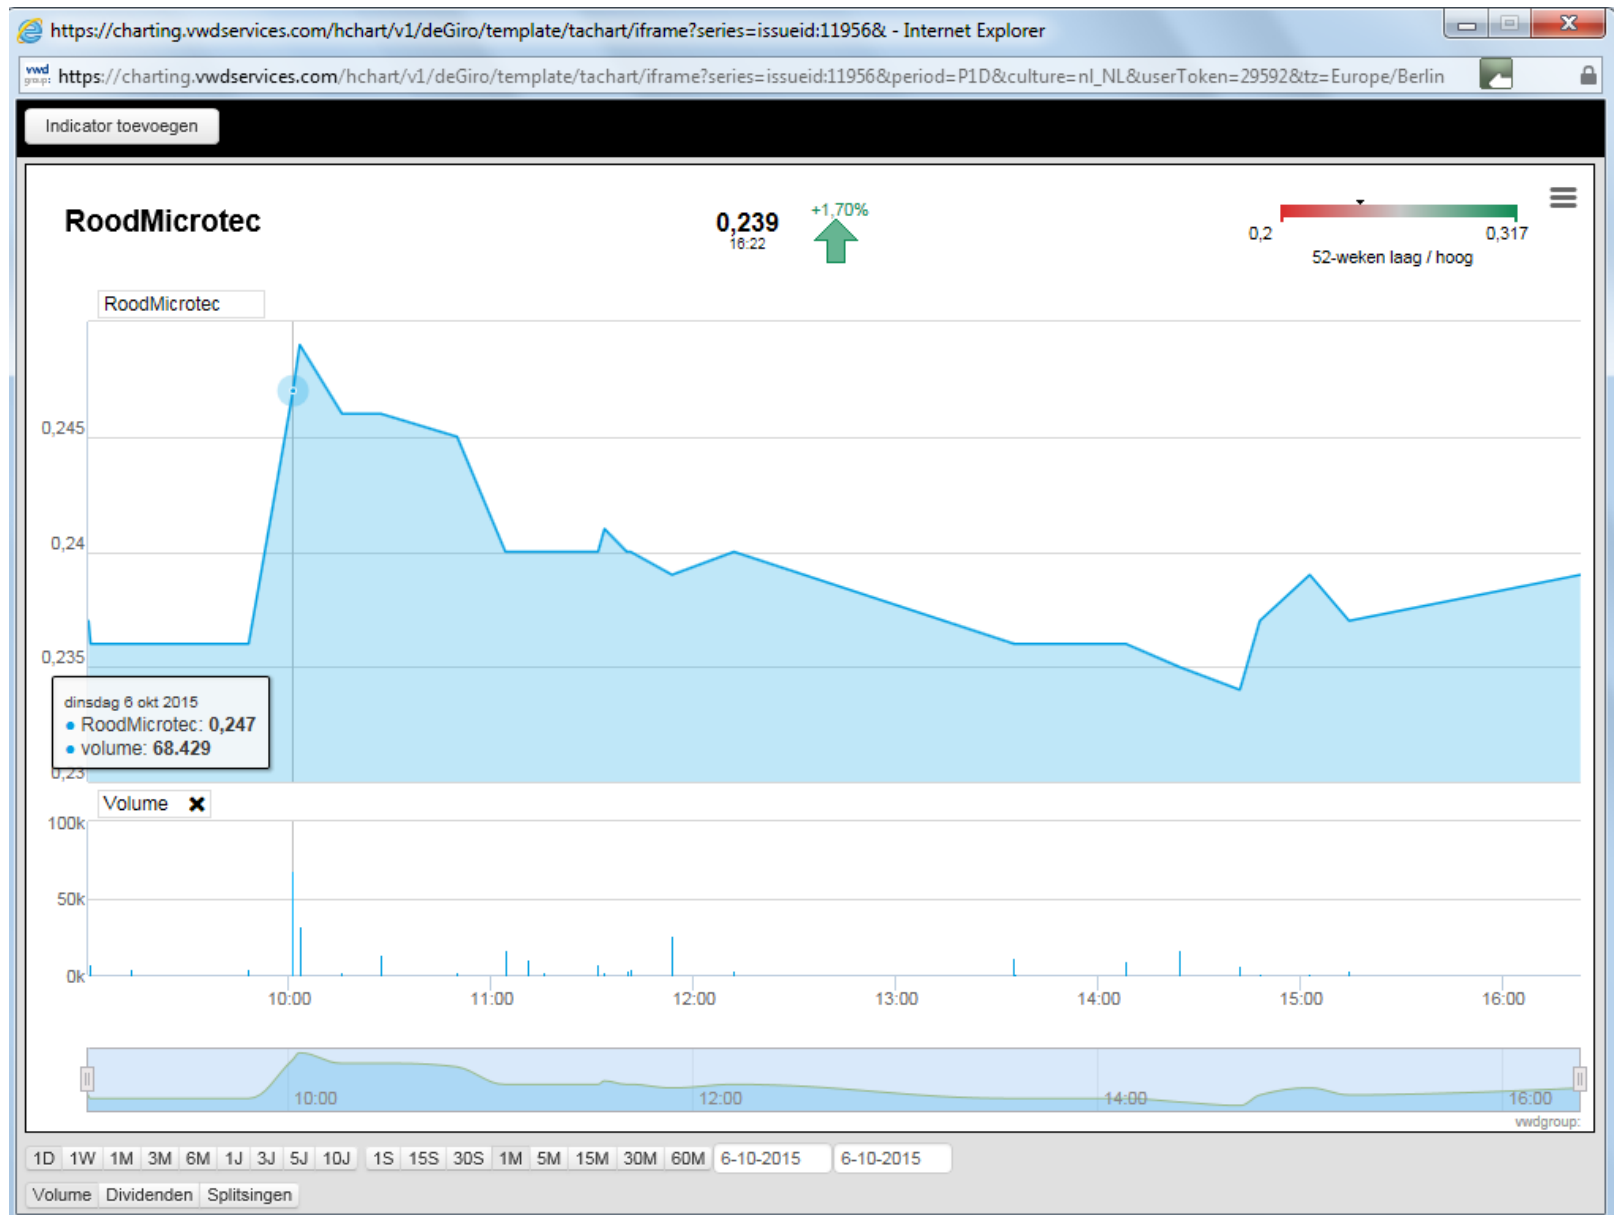 https://charting.vwdservices.com/hchart/v1/deGiro/template/tachart/iframe?series=issueid:11956& - Internet Explorer
vwd group: https://charting.vwdservices.com/hchart/v1/deGiro/template/tachart/iframe?series=issueid:11956&period=P1D&culture=nl_NL&userToken=29592&tz=Europe/Berlin
Indicator toevoegen
RoodMicrotec
0,239
16:22
+1,70%
0,2
0,317
52-weken laag / hoog
RoodMicrotec
0,245
0,24
0,235
dinsdag 6 okt 2015
RoodMicrotec: 0,247
volume: 68.429
0,23
Volume
100k
50k
0k
10:00 11:00 12:00 13:00 14:00 15:00 16:00
10:00 12:00 14:00 16:00
vwdgroup:
1D 1W 1M 3M 6M 1J 3J 5J 10J 1S 15S 30S 1M 5M 15M 30M 60M 6-10-2015 6-10-2015
Volume Dividenden Splitsingen